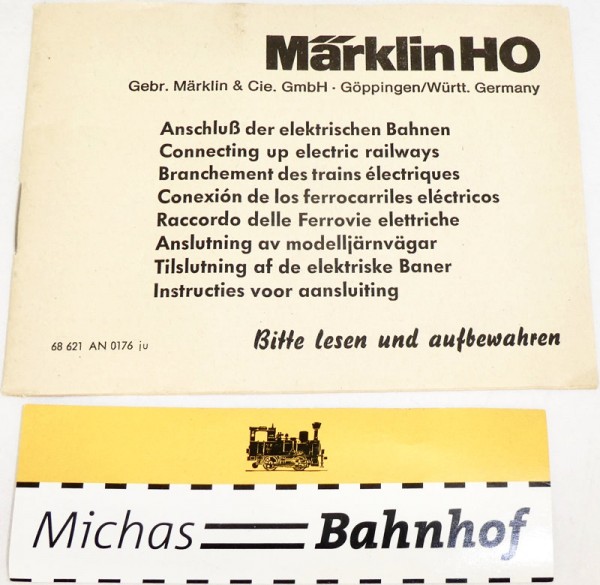 Märklin HO
Gebr. Märklin & Cie. GmbH · Göppingen/Württ. Germany
Anschluß der elektrischen Bahnen
Connecting up electric railways
Branchement des trains électriques
Conexión de los ferrocarriles eléctricos
Raccordo delle Ferrovie elettriche
Anslutning av modelljärnvägar
Tilslutning af de elektriske Baner
Instructies voor aansluiting
68 621 AN 0176 ju
Bitte lesen und aufbewahren
Michas Bahnhof